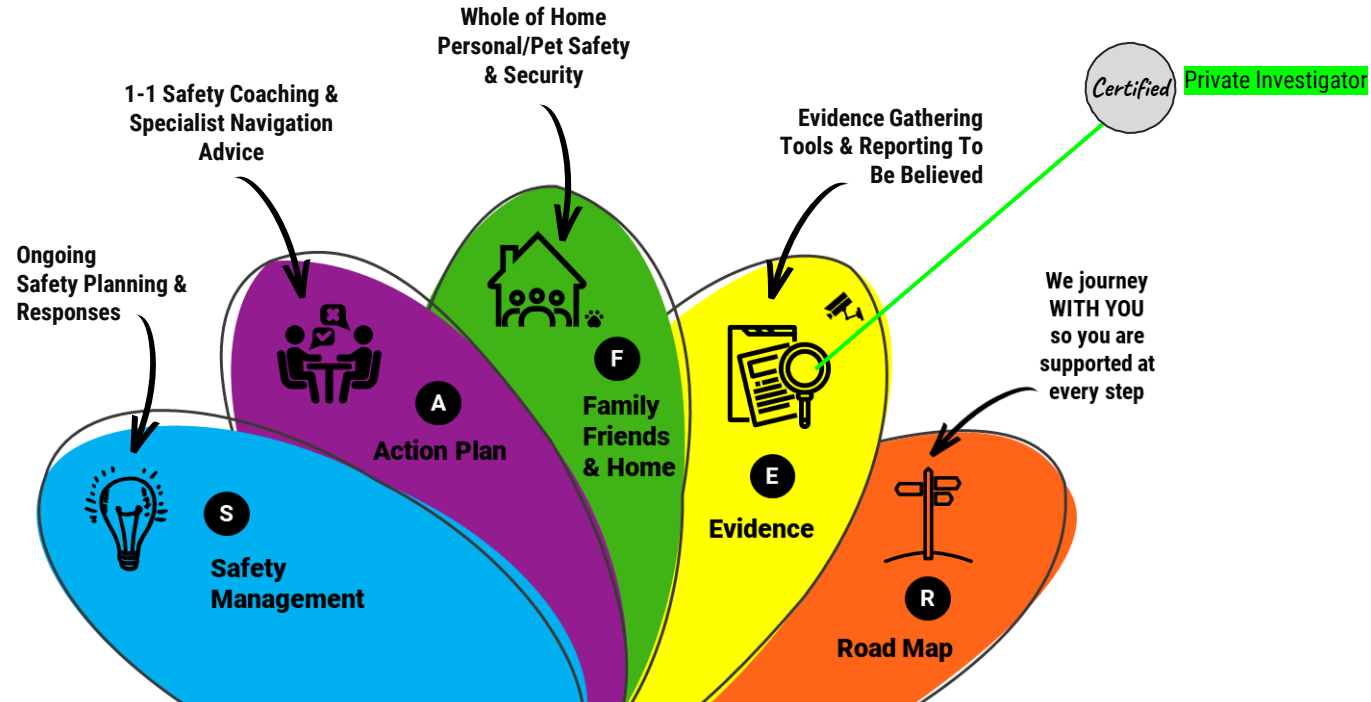 Whole of Home
Personal/Pet Safety
& Security
1-1 Safety Coaching &
Specialist Navigation
Advice
Evidence Gathering
Tools & Reporting To
Be Believed
Certified
Private Investigator
Ongoing
Safety Planning &
Responses
We journey
WITH YOU
so you are
supported at
every step
S
Safety
Management
A
Action Plan
F
Family
Friends
& Home
E
Evidence
R
Road Map